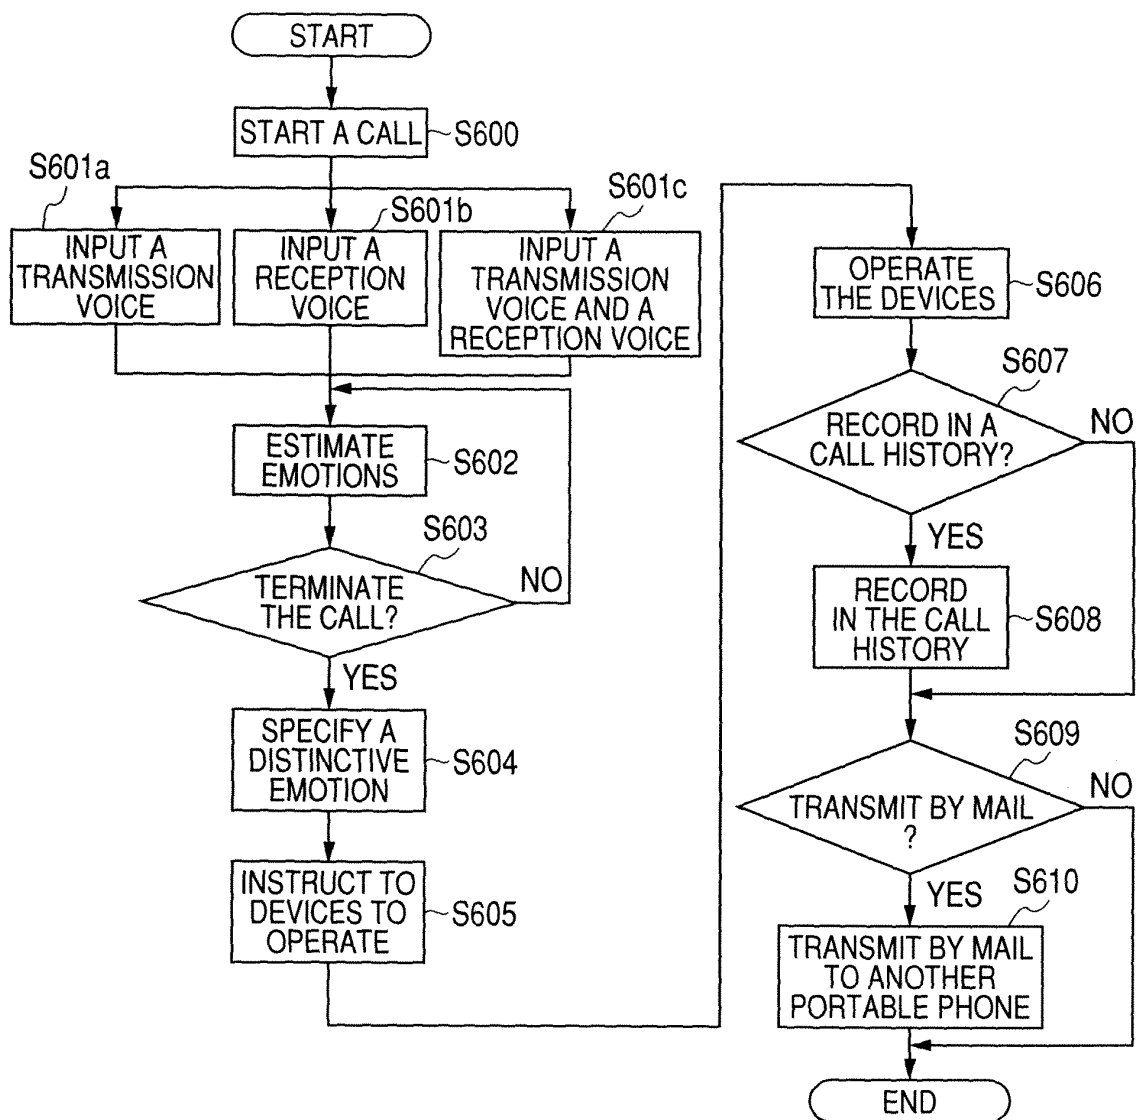 START
START A CALL
S600
S601a
S601b
S601c
INPUT A
TRANSMISSION
VOICE
INPUT A
RECEPTION
VOICE
INPUT A
TRANSMISSION
VOICE AND A
RECEPTION VOICE
ESTIMATE
EMOTIONS
S602
S603
TERMINATE
THE CALL?
NO
YES
SPECIFY A
DISTINCTIVE
EMOTION
S604
INSTRUCT TO
DEVICES TO
OPERATE
S605
OPERATE
THE DEVICES
S606
S607
RECORD IN A
CALL HISTORY?
NO
YES
RECORD
IN THE CALL
HISTORY
S608
S609
TRANSMIT BY MAIL
?
NO
YES
S610
TRANSMIT BY MAIL
TO ANOTHER
PORTABLE PHONE
END